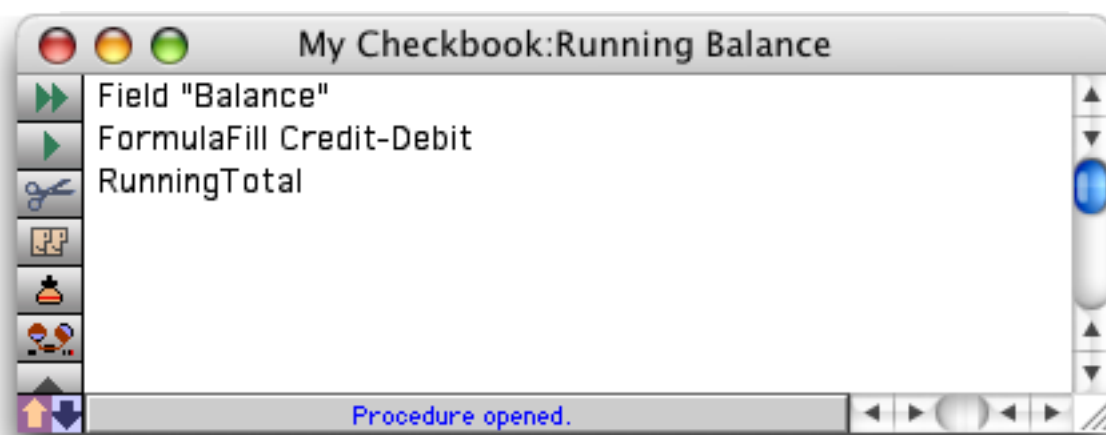 My Checkbook:Running Balance
Field "Balance"
FormulaFill Credit-Debit
RunningTotal
Procedure opened.